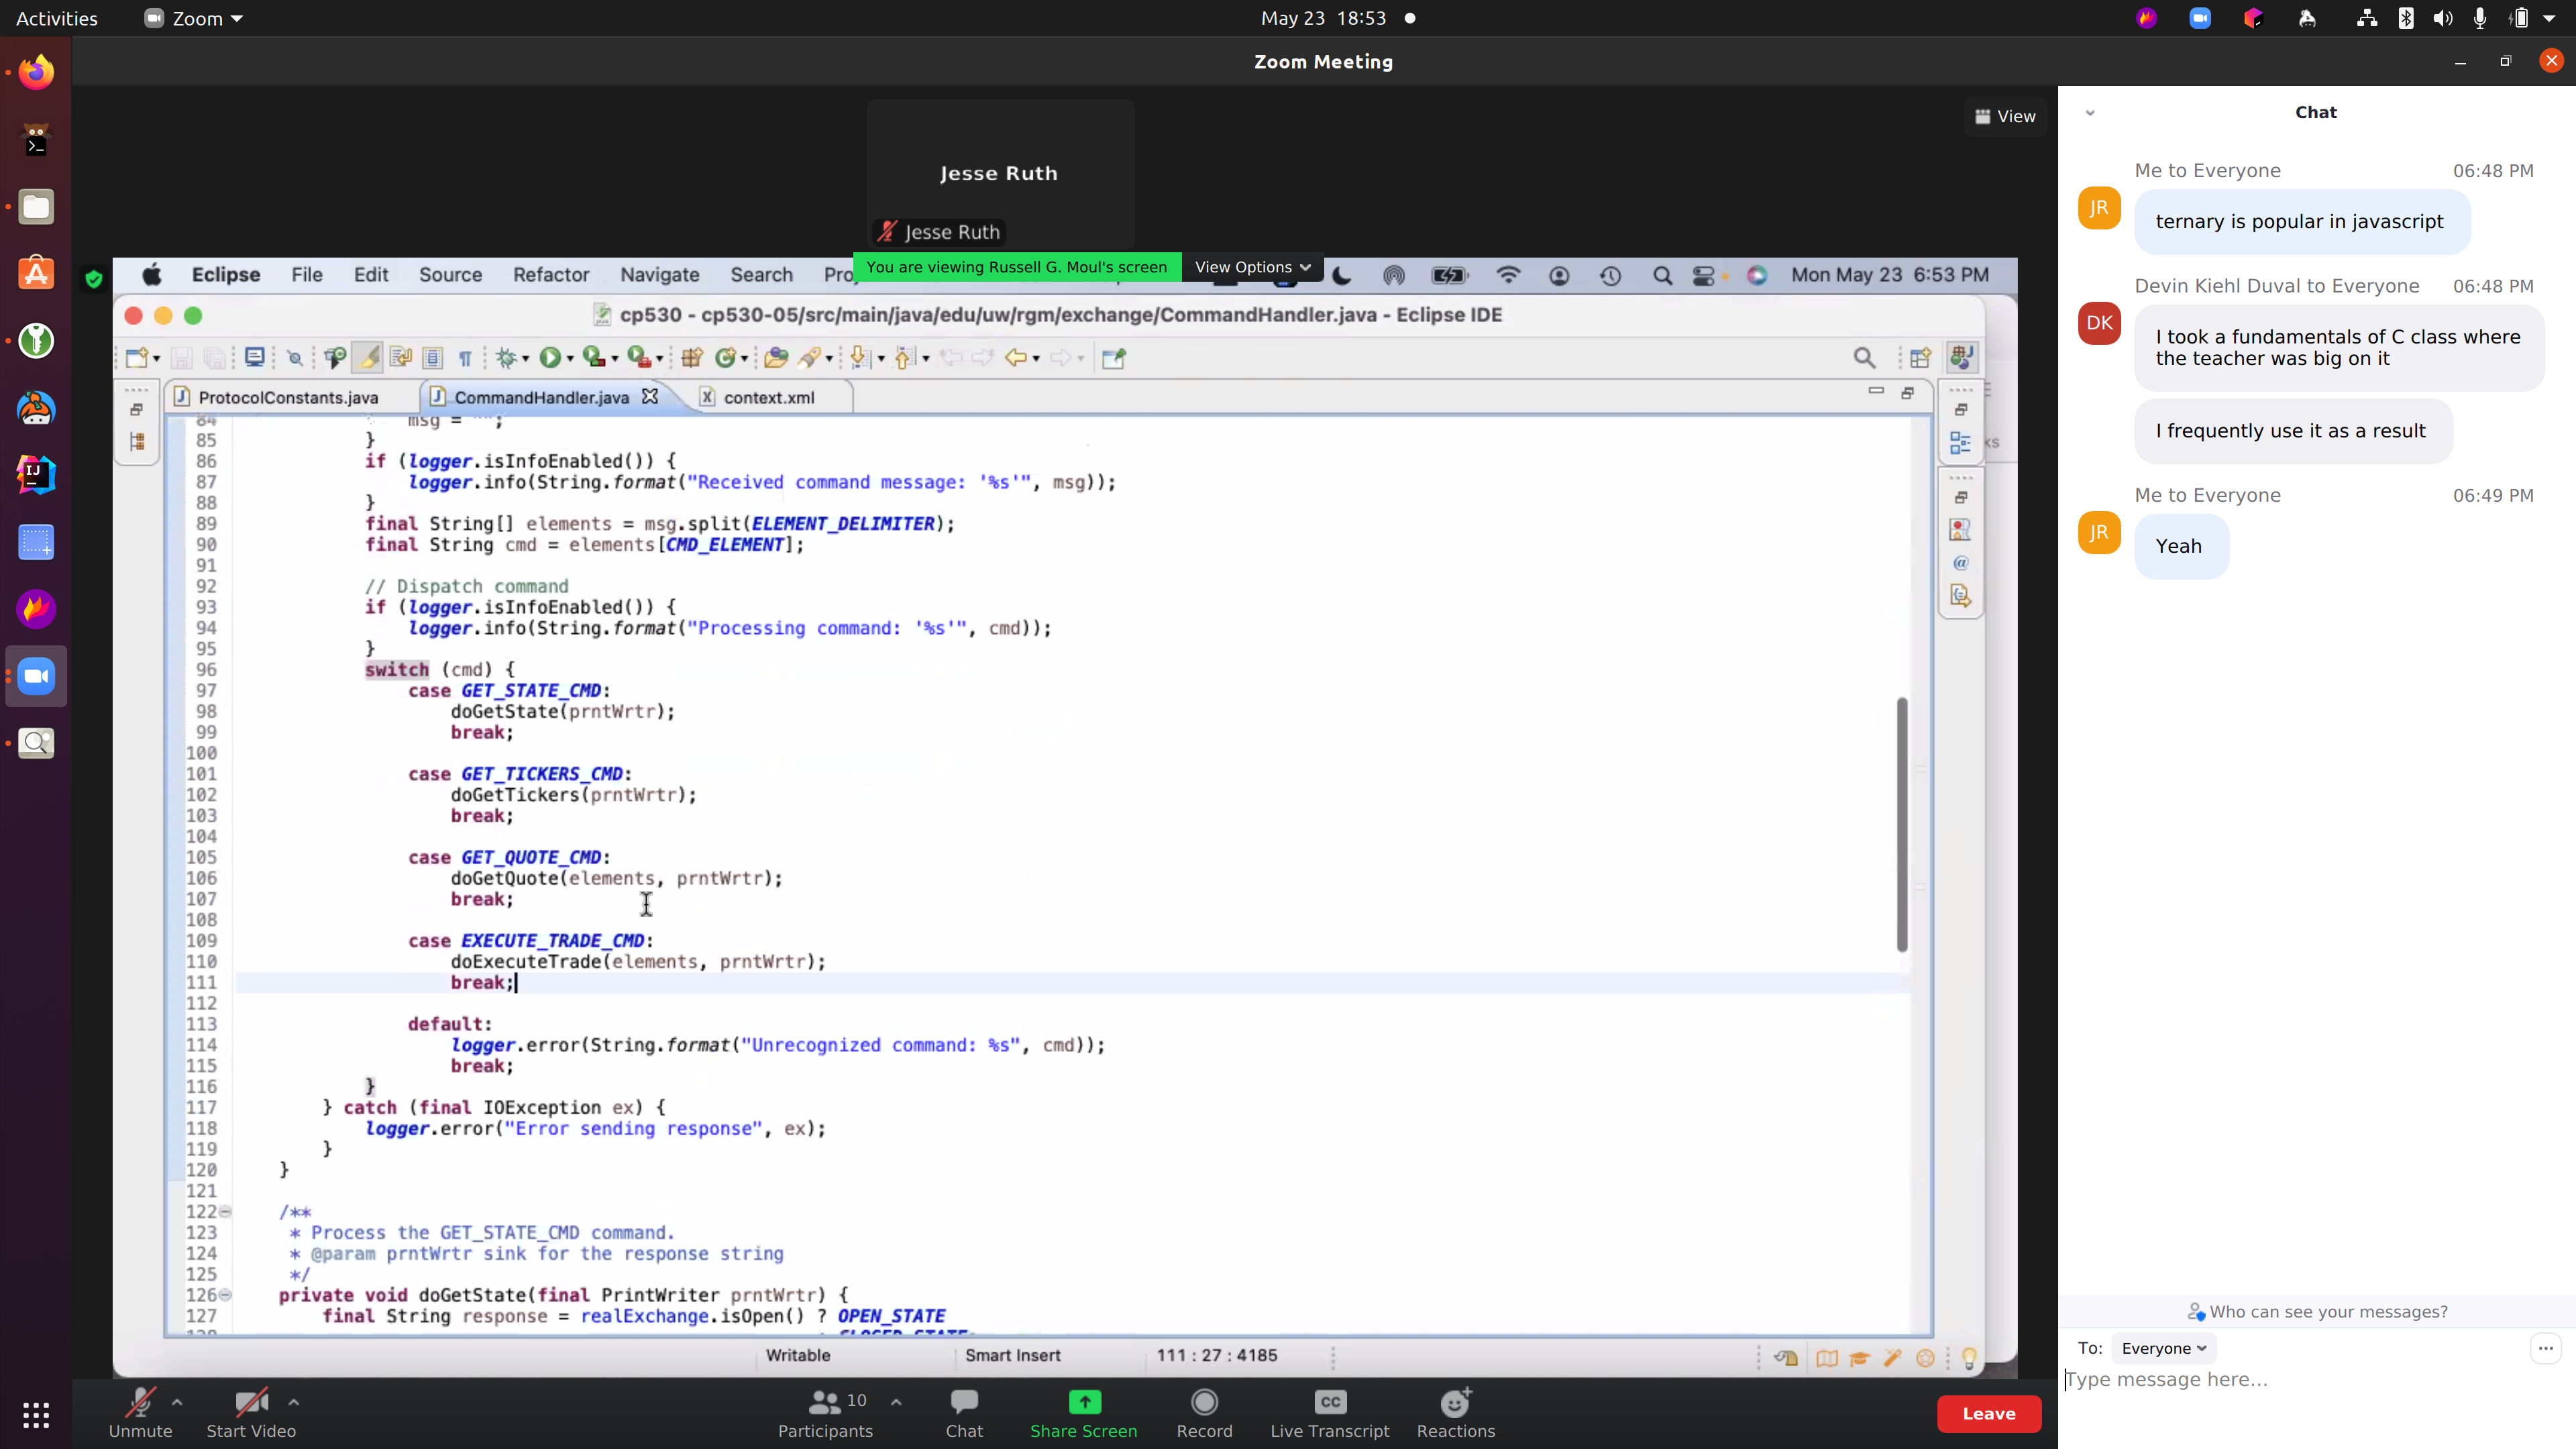 Activities
Zoom
May 23 18:53
Zoom Meeting
Jesse Ruth
Jesse Ruth
View
You are viewing Russell G. Moul's screen
View Options
Eclipse File Edit Source Refactor Navigate Search
Mon May 23 6:53 PM
cp530 - cp530-05/src/main/java/edu/uw/rgm/exchange/CommandHandler.java - Eclipse IDE
ProtocolConstants.java
CommandHandler.java
context.xml
84 msg = "";
85 }
86 if (logger.isInfoEnabled()) {
87 logger.info(String.format("Received command message: '%s'", msg));
88 }
89 final String[] elements = msg.split(ELEMENT_DELIMITER);
90 final String cmd = elements[CMD_ELEMENT];
91
92 // Dispatch command
93 if (logger.isInfoEnabled()) {
94 logger.info(String.format("Processing command: '%s'", cmd));
95 }
96 switch (cmd) {
97 case GET_STATE_CMD:
98 doGetState(prntWrtr);
99 break;
100
101 case GET_TICKERS_CMD:
102 doGetTickers(prntWrtr);
103 break;
104
105 case GET_QUOTE_CMD:
106 doGetQuote(elements, prntWrtr);
107 break;
108
109 case EXECUTE_TRADE_CMD:
110 doExecuteTrade(elements, prntWrtr);
111 break;
112
113 default:
114 logger.error(String.format("Unrecognized command: %s", cmd));
115 break;
116 }
117 } catch (final IOException ex) {
118 logger.error("Error sending response", ex);
119 }
120 }
121
122 /**
123 * Process the GET_STATE_CMD command.
124 * @param prntWrtr sink for the response string
125 */
126 private void doGetState(final PrintWriter prntWrtr) {
127 final String response = realExchange.isOpen() ? OPEN_STATE
Writable
Smart Insert
111 : 27 : 4185
Unmute
Start Video
10
Participants
Chat
Share Screen
Record
CC
Live Transcript
Reactions
Leave
Chat
Me to Everyone 06:48 PM
JR
ternary is popular in javascript
Devin Kiehl Duval to Everyone 06:48 PM
DK
I took a fundamentals of C class where
the teacher was big on it
I frequently use it as a result
Me to Everyone 06:49 PM
JR
Yeah
Who can see your messages?
To: Everyone
Type message here...